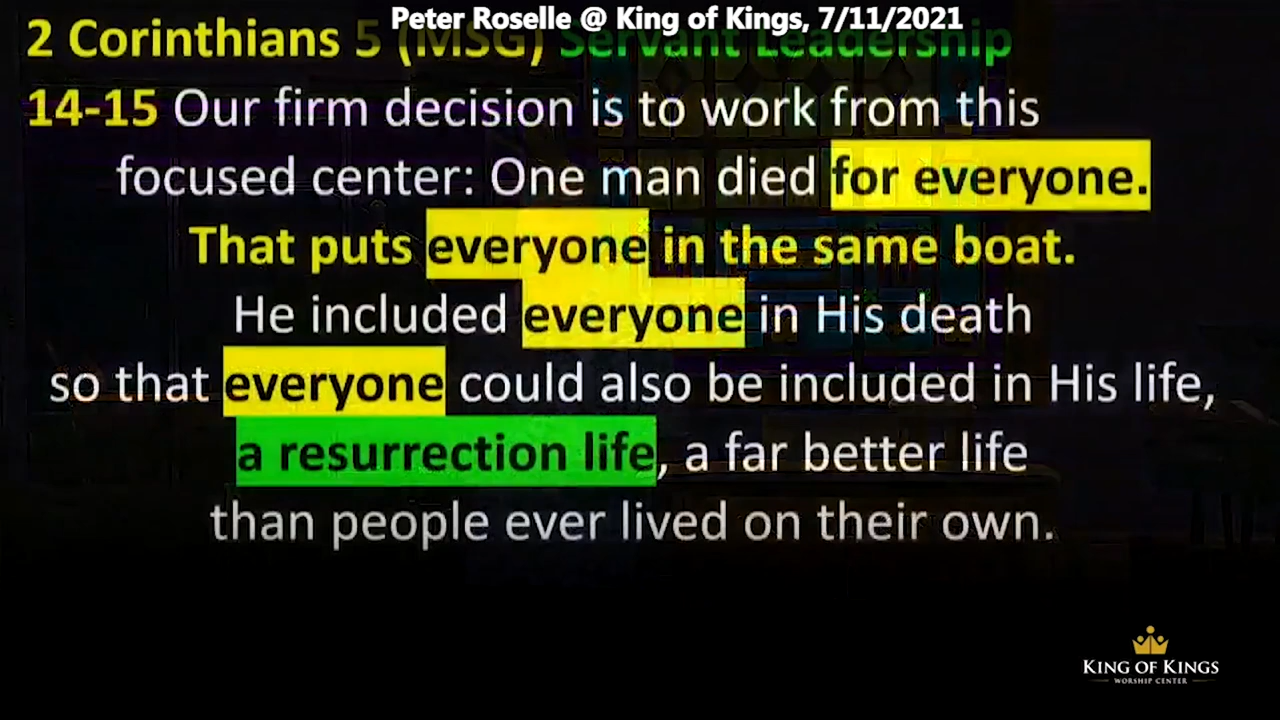 Peter Roselle @ King of Kings, 7/11/2021
2 Corinthians 5 (MSG) Servant Leadership
14-15 Our firm decision is to work from this
focused center: One man died for everyone.
That puts everyone in the same boat.
He included everyone in His death
so that everyone could also be included in His life,
a resurrection life, a far better life
than people ever lived on their own.
KING OF KINGS
WORSHIP CENTER